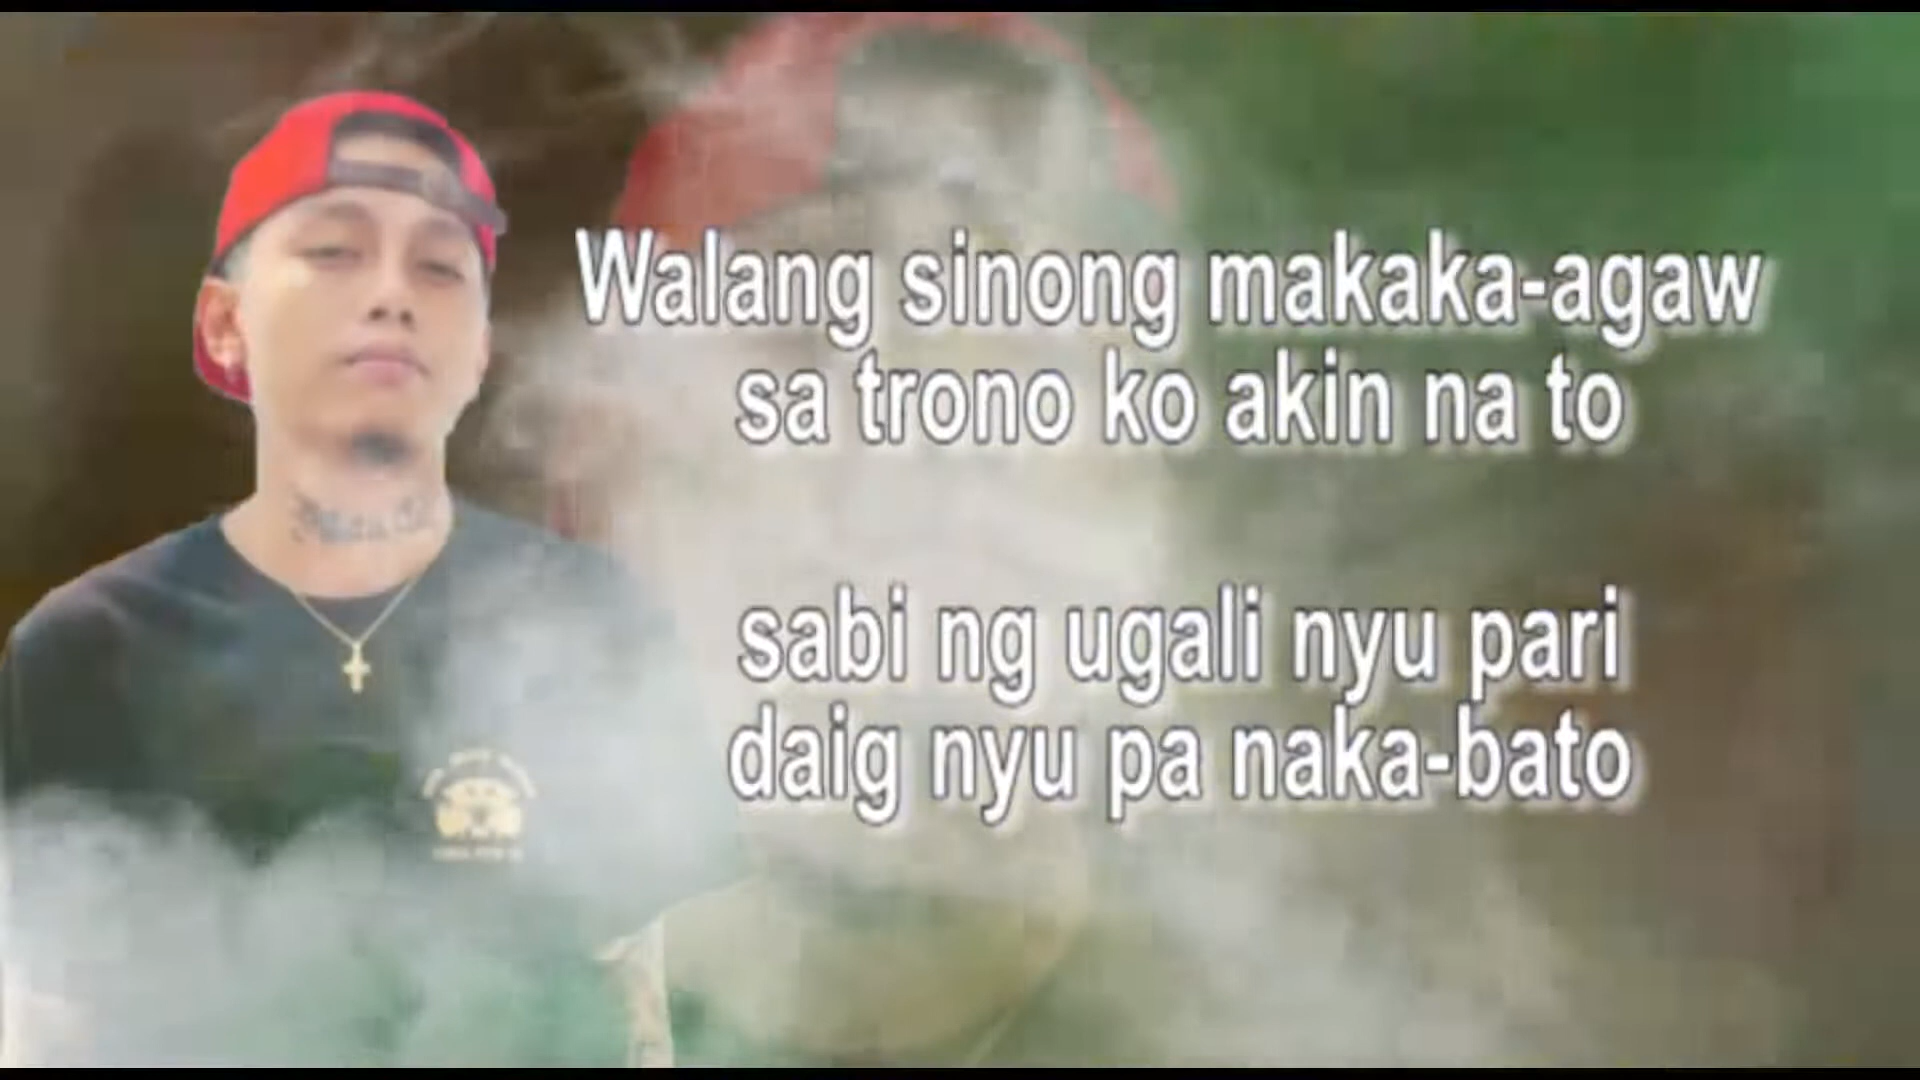 Walang sinong makaka-agaw
sa trono ko akin na to
sabi ng ugali nyu pari
daig nyu pa naka-bato